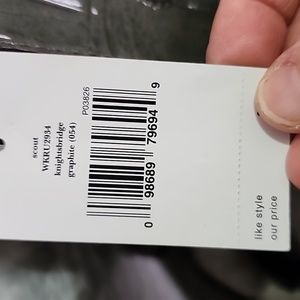 scout
WKRU2934
knightsbridge
graphite (054)
P03826
0 98689 79694 9
like style
our price